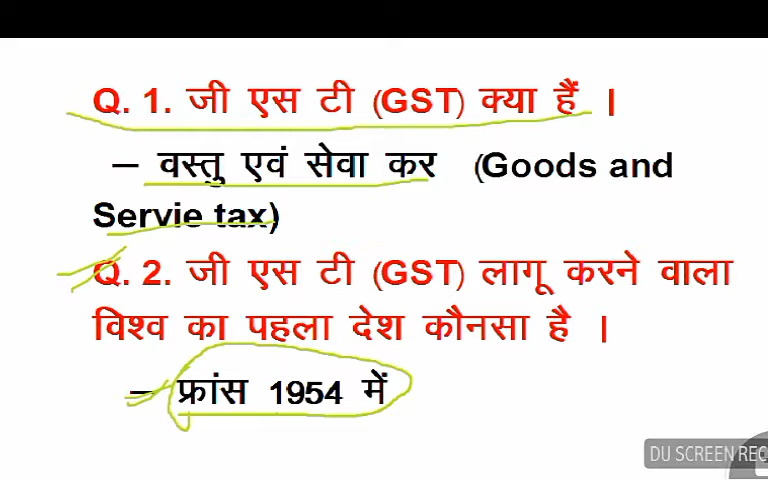 Q. 1. जी एस टी (GST) क्या हैं ।
– वस्तु एवं सेवा कर (Goods and
Servie tax)
Q. 2. जी एस टी (GST) लागू करने वाला
विश्व का पहला देश कौनसा है ।
– फ्रांस 1954 में
DU SCREEN REC